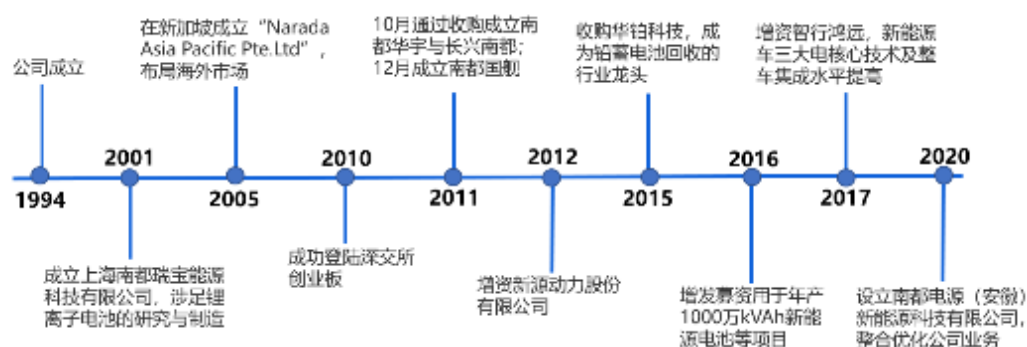 公司成立
1994
2001
成立上海南都瑞宝能源
科技有限公司，涉足锂
离子电池的研究与制造
在新加坡成立“Narada
Asia Pacific Pte.Ltd”，
布局海外市场
2005
2010
成功登陆深交所
创业板
10月通过收购成立南
都华宇与长兴南都；
12月成立南都国舰
2011
2012
增资新源动力股份
有限公司
收购华铂科技，成
为铅蓄电池回收的
行业龙头
2015
2016
增发募资用于年产
1000万kVAh新能
源电池等项目
增资智行鸿远，新能源
车三大电核心技术及整
车集成水平提高
2017
2020
设立南都电源（安徽）
新能源科技有限公司，
整合优化公司业务